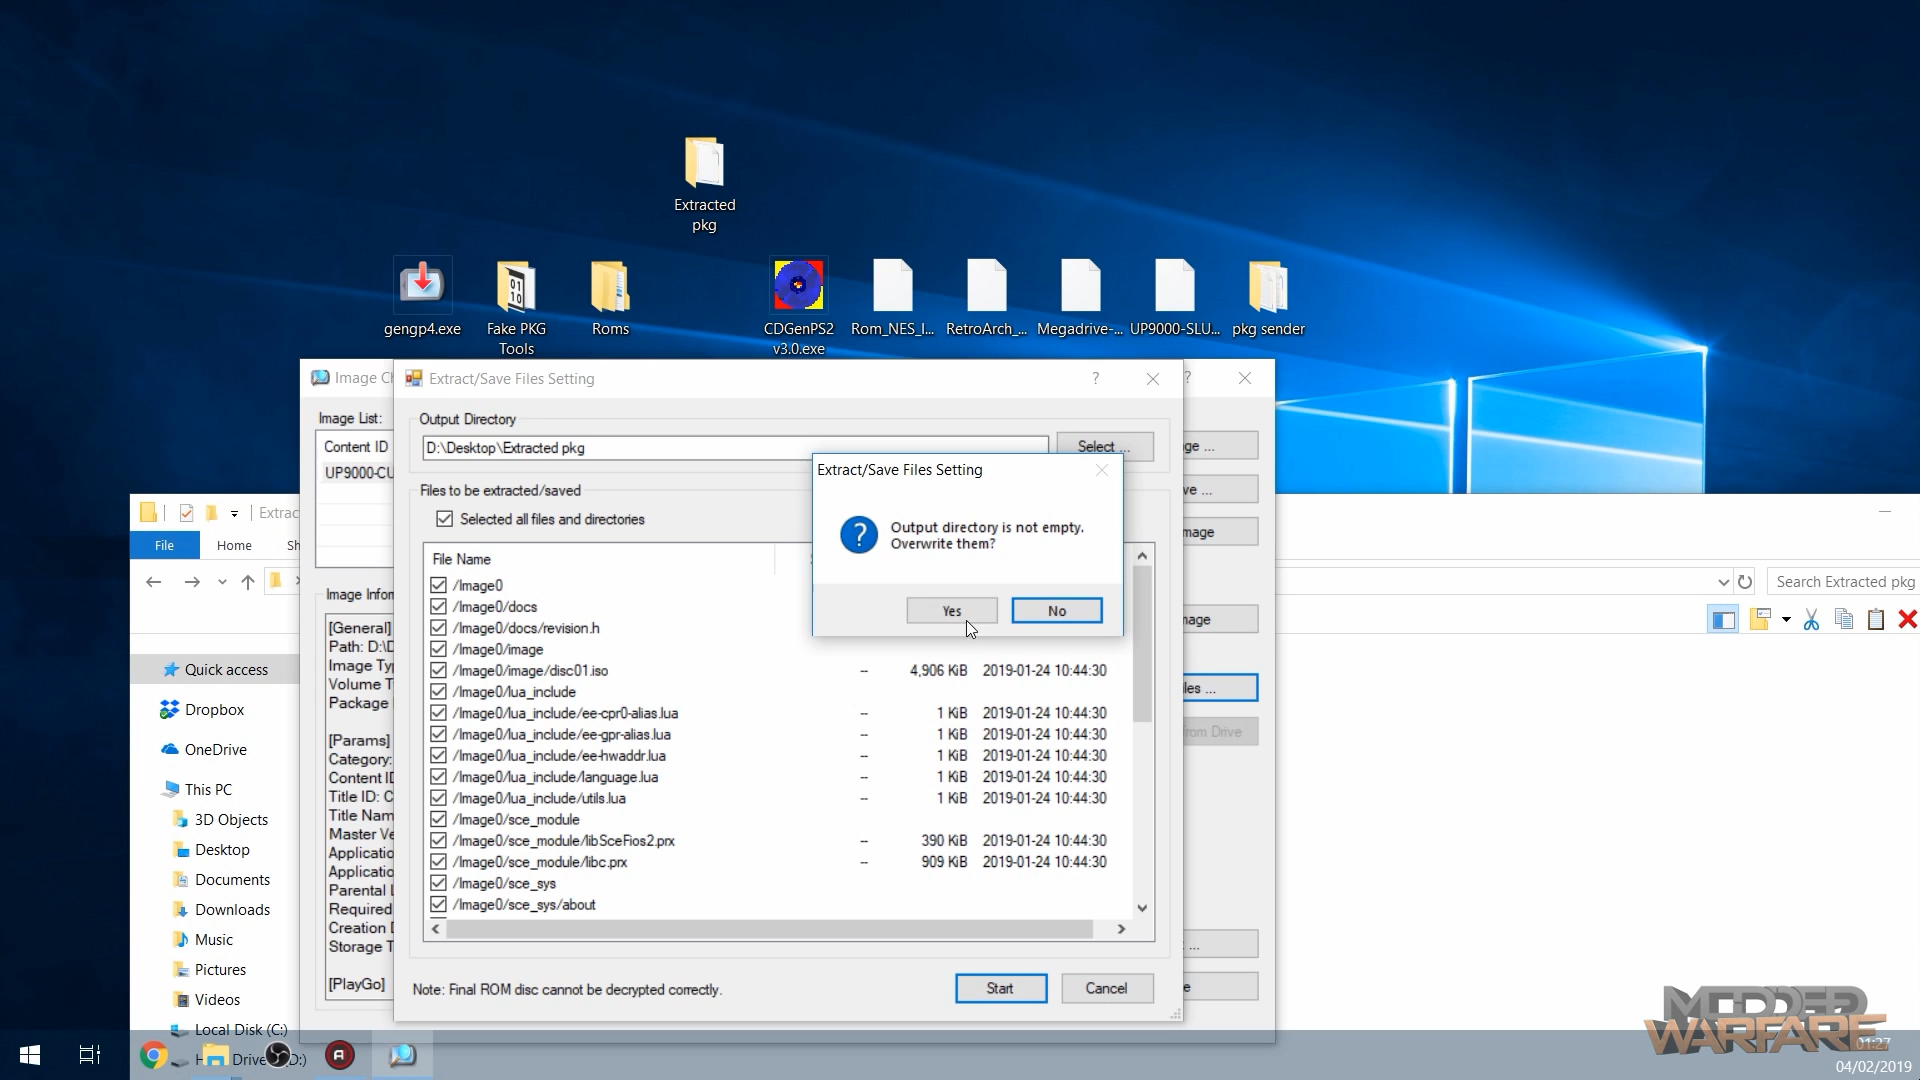 Extracted
pkg
gengp4.exe
Fake PKG
Tools
Roms
CDGenPS2
v3.0.exe
Rom_NES_I...
RetroArch_...
Megadrive-...
UP9000-SLU...
pkg sender
Image C
Extract/Save Files Setting
?
?
Image List:
Output Directory
Content ID
D:\Desktop\Extracted pkg
Select ...
ge ...
UP9000-CU
Extract/Save Files Setting
Files to be extracted/saved
ve ...
Extrac
Selected all files and directories
Output directory is not empty.
Overwrite them?
mage
File
Home
Sh
File Name
Search Extracted pkg
/Image0
Image Infor
/Image0/docs
Yes
No
mage
[General]
/Image0/docs/revision.h
Path: D:\D
/Image0/image
Image Ty
/Image0/image/disc01.iso
--
4,906 KiB
2019-01-24 10:44:30
Quick access
Volume T
/Image0/lua_include
iles ...
Package
/Image0/lua_include/ee-cpr0-alias.lua
--
1 KiB
2019-01-24 10:44:30
Dropbox
[Params]
/Image0/lua_include/ee-gpr-alias.lua
--
1 KiB
2019-01-24 10:44:30
from Drive
OneDrive
Category:
/Image0/lua_include/ee-hwaddr.lua
--
1 KiB
2019-01-24 10:44:30
Content ID
/Image0/lua_include/language.lua
--
1 KiB
2019-01-24 10:44:30
This PC
Title ID: C
/Image0/lua_include/utils.lua
--
1 KiB
2019-01-24 10:44:30
3D Objects
Title Nam
/Image0/sce_module
Master Ve
/Image0/sce_module/libSceFios2.prx
--
390 KiB
2019-01-24 10:44:30
Desktop
Applicatio
/Image0/sce_module/libc.prx
--
909 KiB
2019-01-24 10:44:30
Documents
Applicatio
/Image0/sce_sys
Parental L
/Image0/sce_sys/about
Downloads
Required
Creation D
Music
Storage T
...
Pictures
[PlayGo]
Note: Final ROM disc cannot be decrypted correctly.
Start
Cancel
e
Videos
Local Disk (C:)
Drive
D:)
MODDED
WARFARE
01:27
04/02/2019